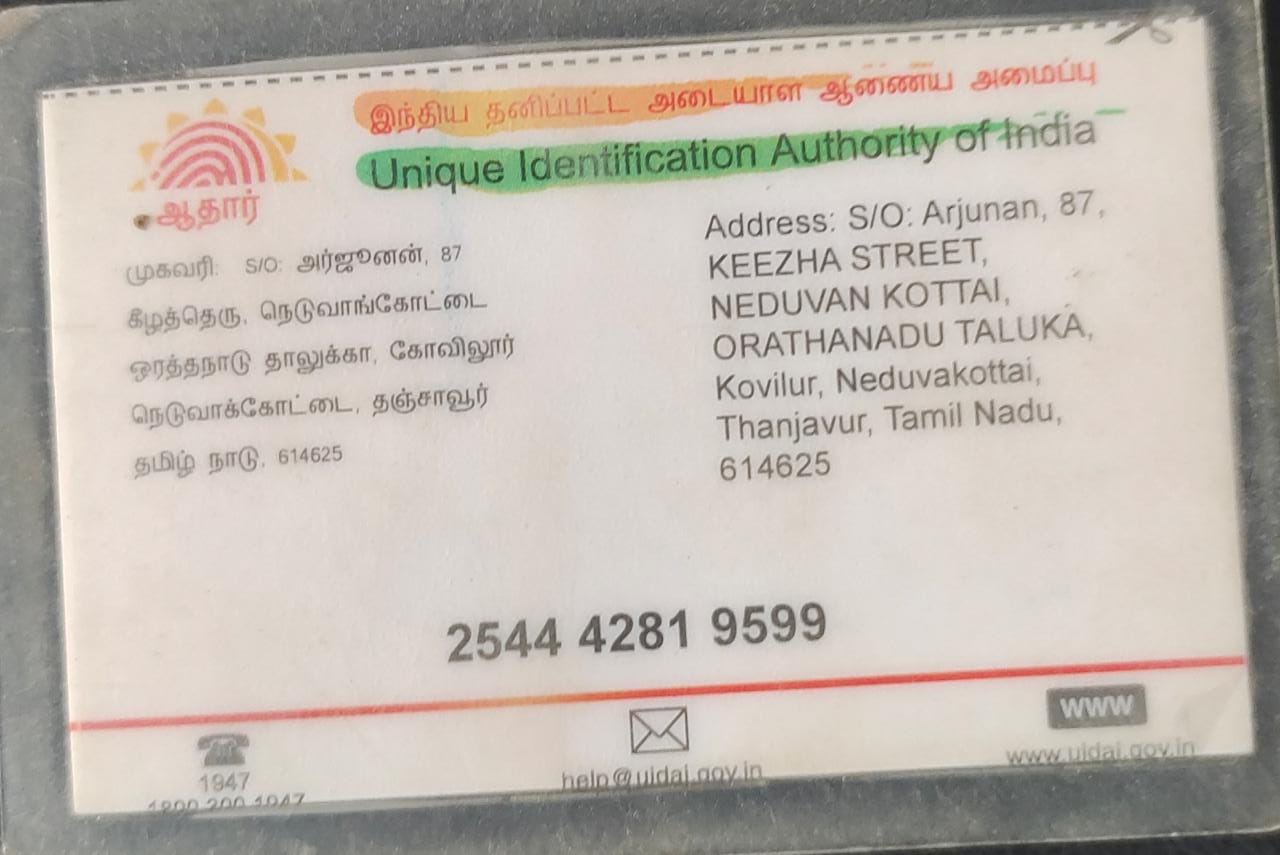 இந்திய தனிப்பட்ட அடையாள ஆணைய அமைப்பு
Unique Identification Authority of India
ஆதார்
முகவரி: S/O: அர்ஜூனன், 87
கீழத்தெரு, நெடுவாங்கோட்டை
ஒரத்தநாடு தாலுக்கா, கோவிலூர்
நெடுவாக்கோட்டை, தஞ்சாவூர்
தமிழ் நாடு, 614625
Address: S/O: Arjunan, 87,
KEEZHA STREET,
NEDUVAN KOTTAI,
ORATHANADU TALUKA,
Kovilur, Neduvakottai,
Thanjavur, Tamil Nadu,
614625
2544 4281 9599
1947
1800 200 1947
help@uidai.gov.in
WWW
www.uidai.gov.in